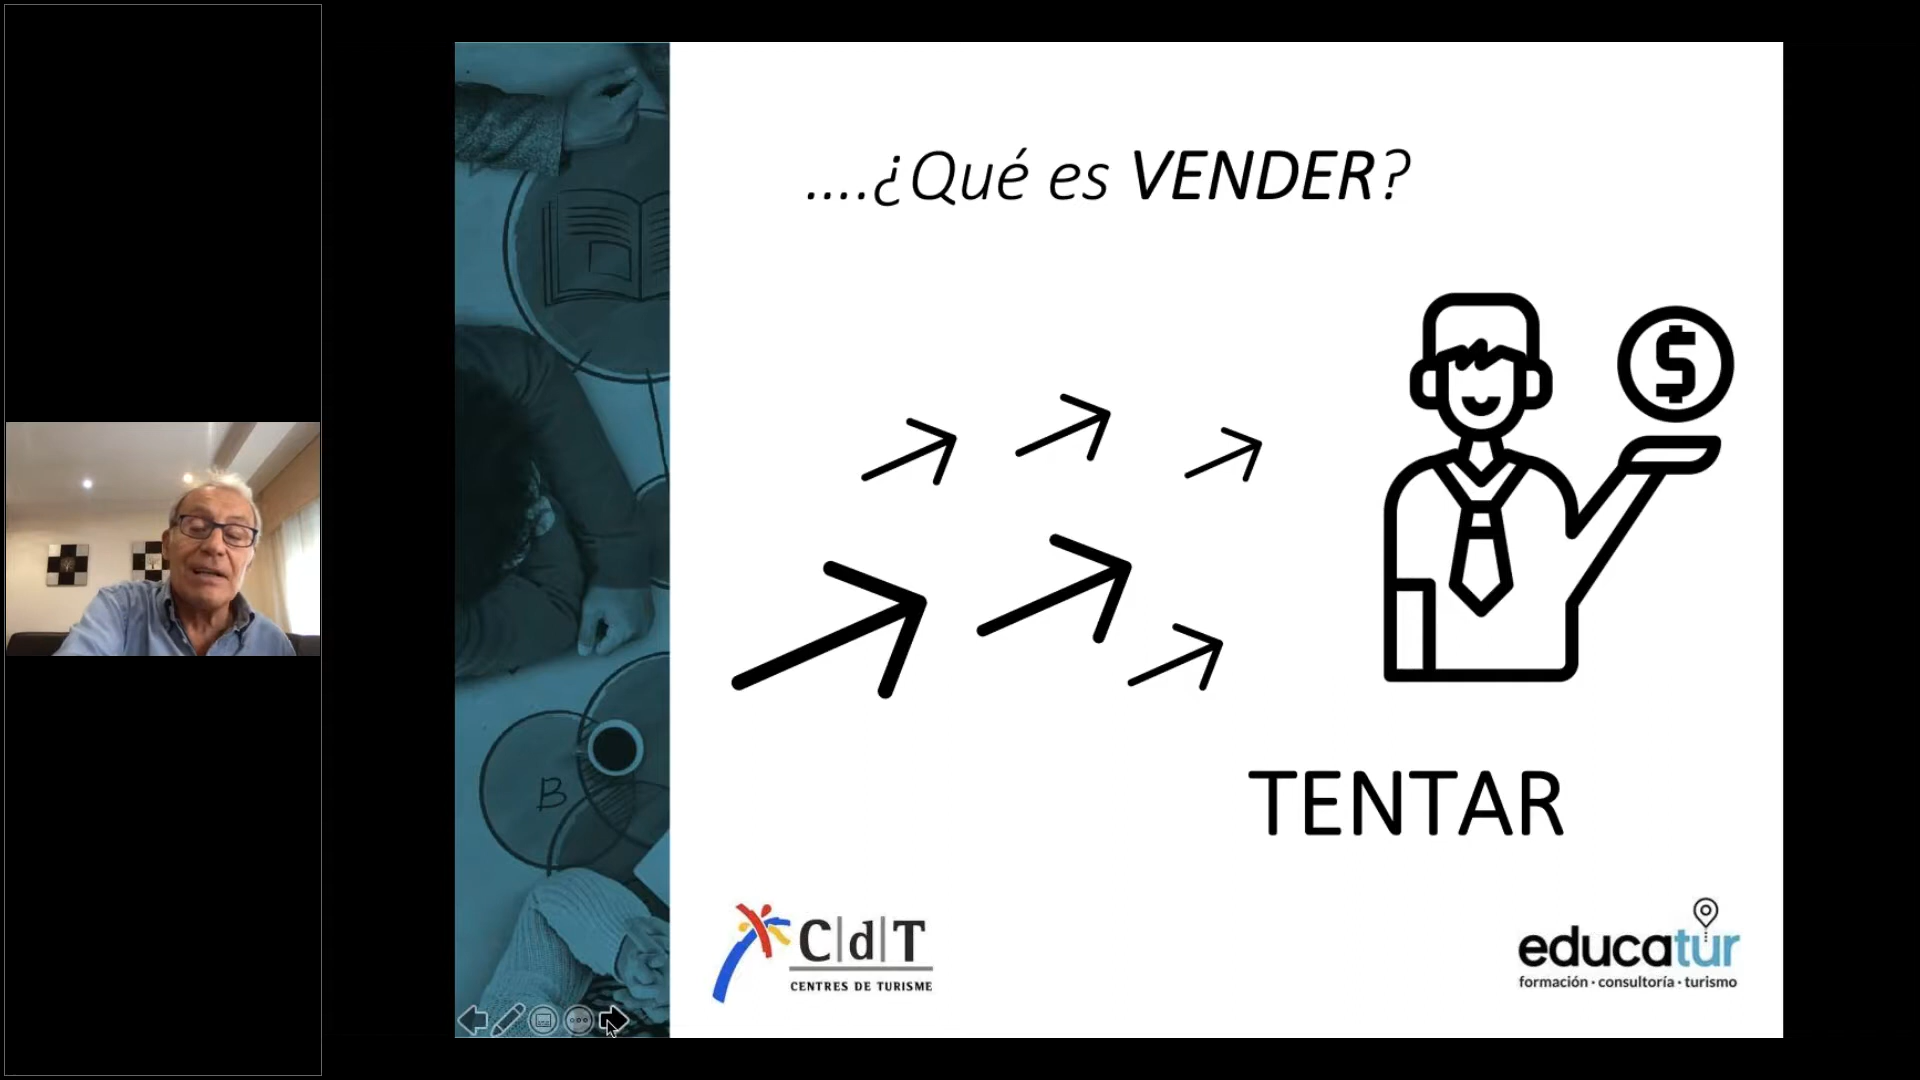 ....¿Qué es VENDER?
$
TENTAR
B
C|d|T
CENTRES DE TURISME
educatur
formación · consultoría · turismo